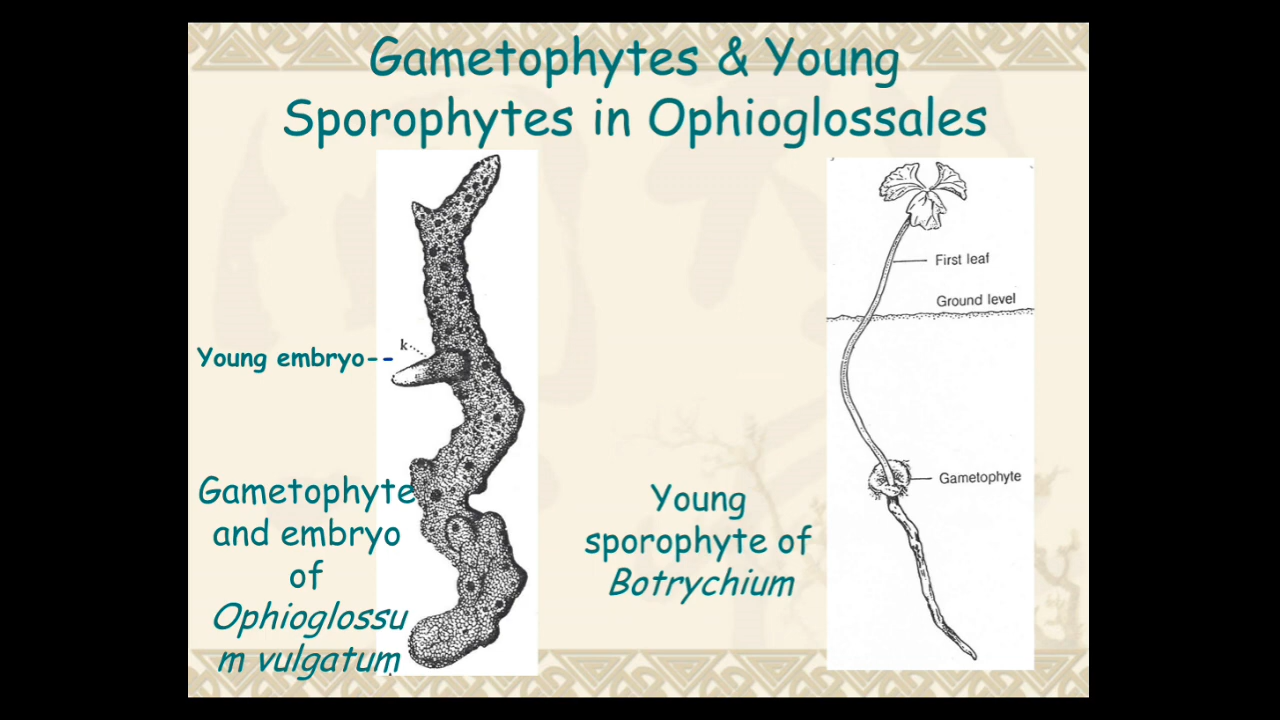 Gametophytes & Young
Sporophytes in Ophioglossales
First leaf
Ground level
k
Young embryo--
Gametophyte
Gametophyte
and embryo
of
Ophioglossu
m vulgatum
Young
sporophyte of
Botrychium